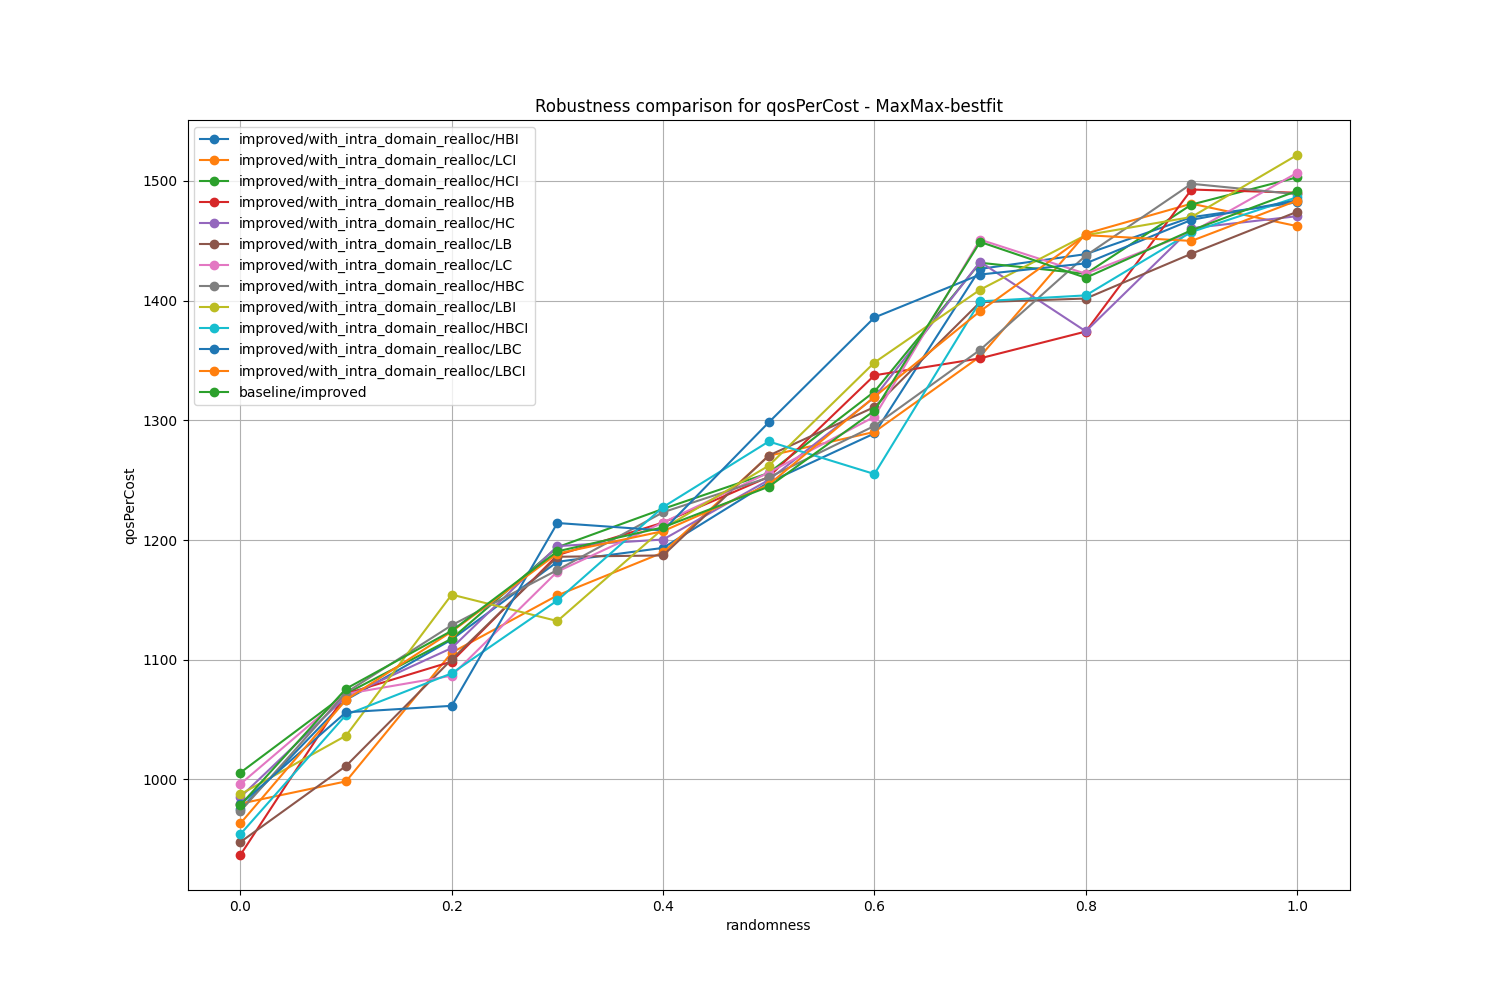 Robustness comparison for qosPerCost - MaxMax-bestfit
improved/with_intra_domain_realloc/HBI
improved/with_intra_domain_realloc/LCI
improved/with_intra_domain_realloc/HCI
improved/with_intra_domain_realloc/HB
improved/with_intra_domain_realloc/HC
improved/with_intra_domain_realloc/LB
improved/with_intra_domain_realloc/LC
improved/with_intra_domain_realloc/HBC
improved/with_intra_domain_realloc/LBI
improved/with_intra_domain_realloc/HBCI
improved/with_intra_domain_realloc/LBC
improved/with_intra_domain_realloc/LBCI
baseline/improved
1500
1400
1300
1200
1100
1000
qosPerCost
0.0 0.2 0.4 0.6 0.8 1.0
randomness